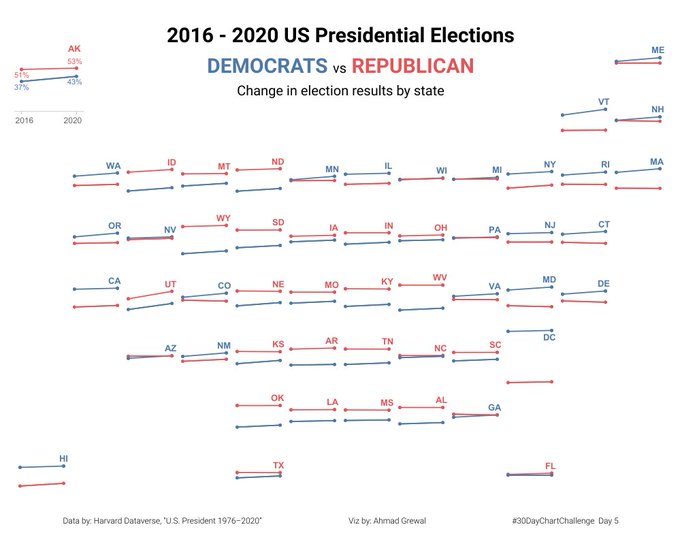 2016 - 2020 US Presidential Elections
DEMOCRATS vs REPUBLICAN
Change in election results by state
AK
53%
51%
37%
43%
2016 2020
ME
VT
NH
WA ID MT ND MN IL WI MI NY RI MA
OR NV WY SD IA IN OH PA NJ CT
CA UT CO NE MO KY WV VA MD DE
AZ NM KS AR TN NC SC DC
OK LA MS AL GA
HI TX FL
Data by: Harvard Dataverse, "U.S. President 1976–2020"
Viz by: Ahmad Grewal
#30DayChartChallenge Day 5